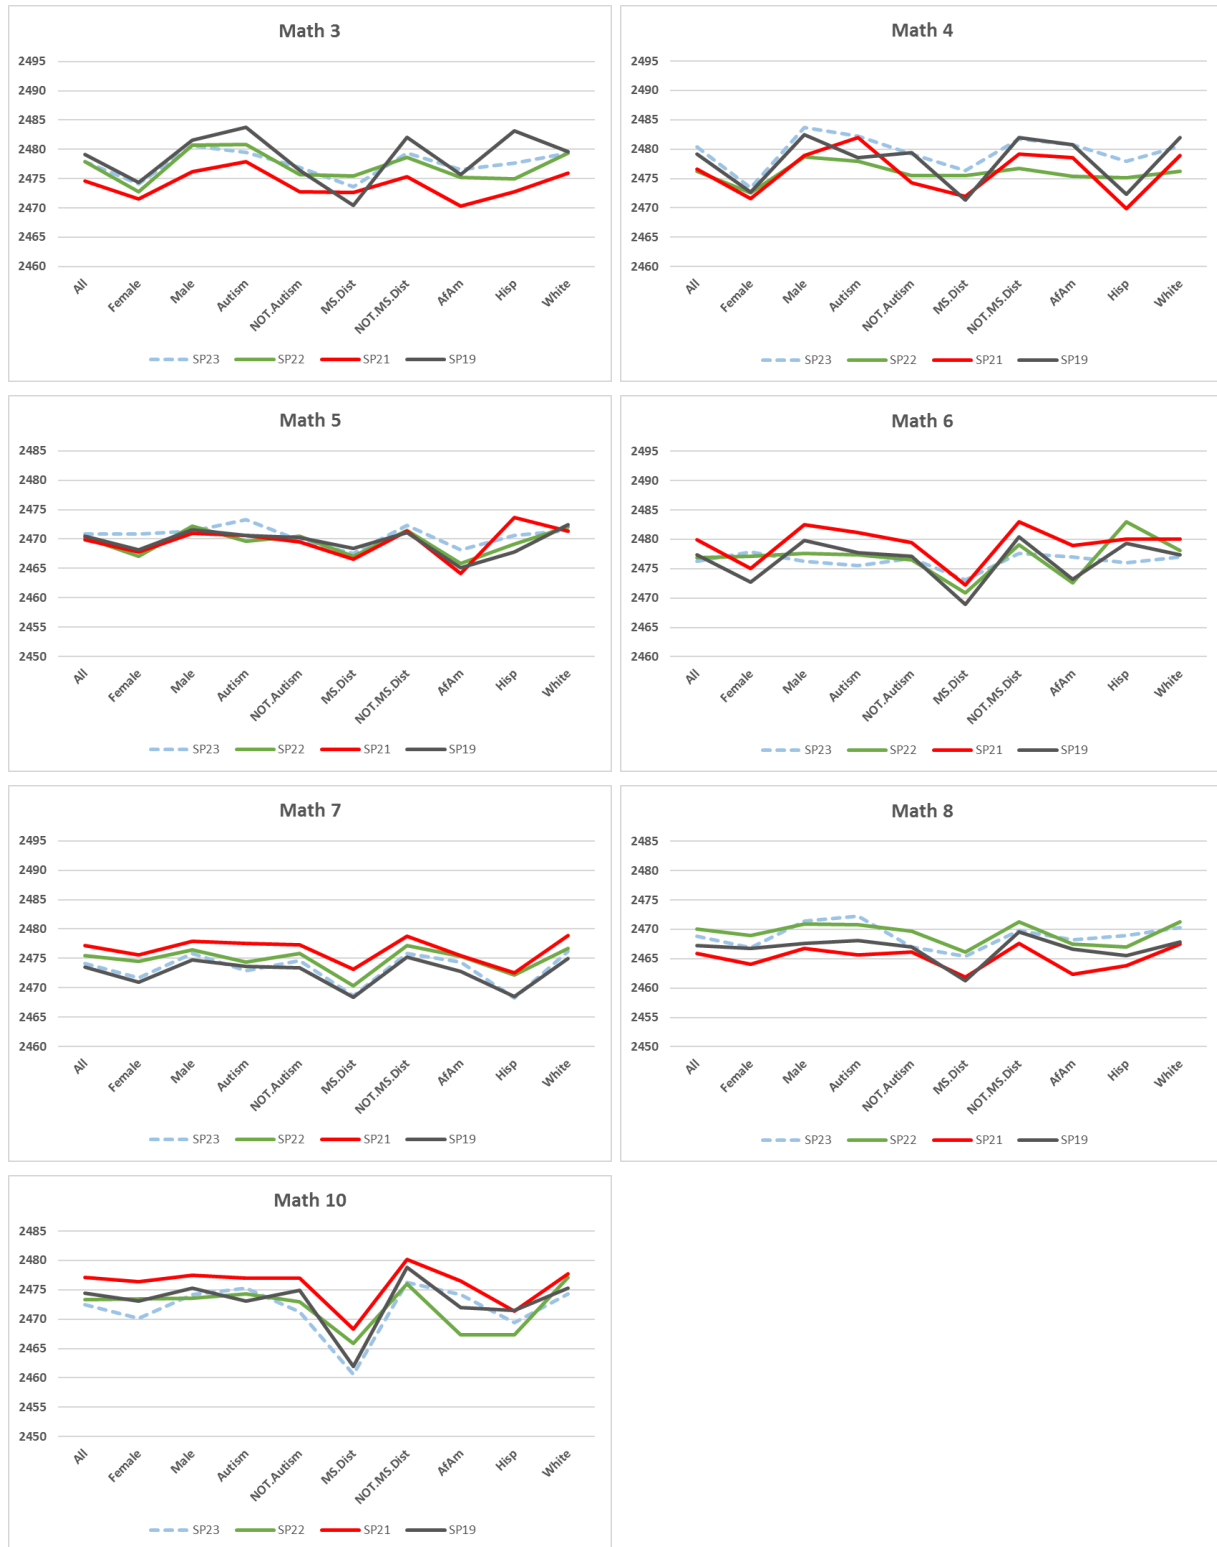 Math 3
2495
2490
2485
2480
2475
2470
2465
2460
All Female Male Autism NOT.Autism MS.Dist NOT.MS.Dist AfAm Hisp White
SP23 SP22 SP21 SP19
Math 4
2495
2490
2485
2480
2475
2470
2465
2460
All Female Male Autism NOT.Autism MS.Dist NOT.MS.Dist AfAm Hisp White
SP23 SP22 SP21 SP19
Math 5
2485
2480
2475
2470
2465
2460
2455
2450
All Female Male Autism NOT.Autism MS.Dist NOT.MS.Dist AfAm Hisp White
SP23 SP22 SP21 SP19
Math 6
2495
2490
2485
2480
2475
2470
2465
2460
All Female Male Autism NOT.Autism MS.Dist NOT.MS.Dist AfAm Hisp White
SP23 SP22 SP21 SP19
Math 7
2495
2490
2485
2480
2475
2470
2465
2460
All Female Male Autism NOT.Autism MS.Dist NOT.MS.Dist AfAm Hisp White
SP23 SP22 SP21 SP19
Math 8
2485
2480
2475
2470
2465
2460
2455
2450
All Female Male Autism NOT.Autism MS.Dist NOT.MS.Dist AfAm Hisp White
SP23 SP22 SP21 SP19
Math 10
2485
2480
2475
2470
2465
2460
2455
2450
All Female Male Autism NOT.Autism MS.Dist NOT.MS.Dist AfAm Hisp White
SP23 SP22 SP21 SP19